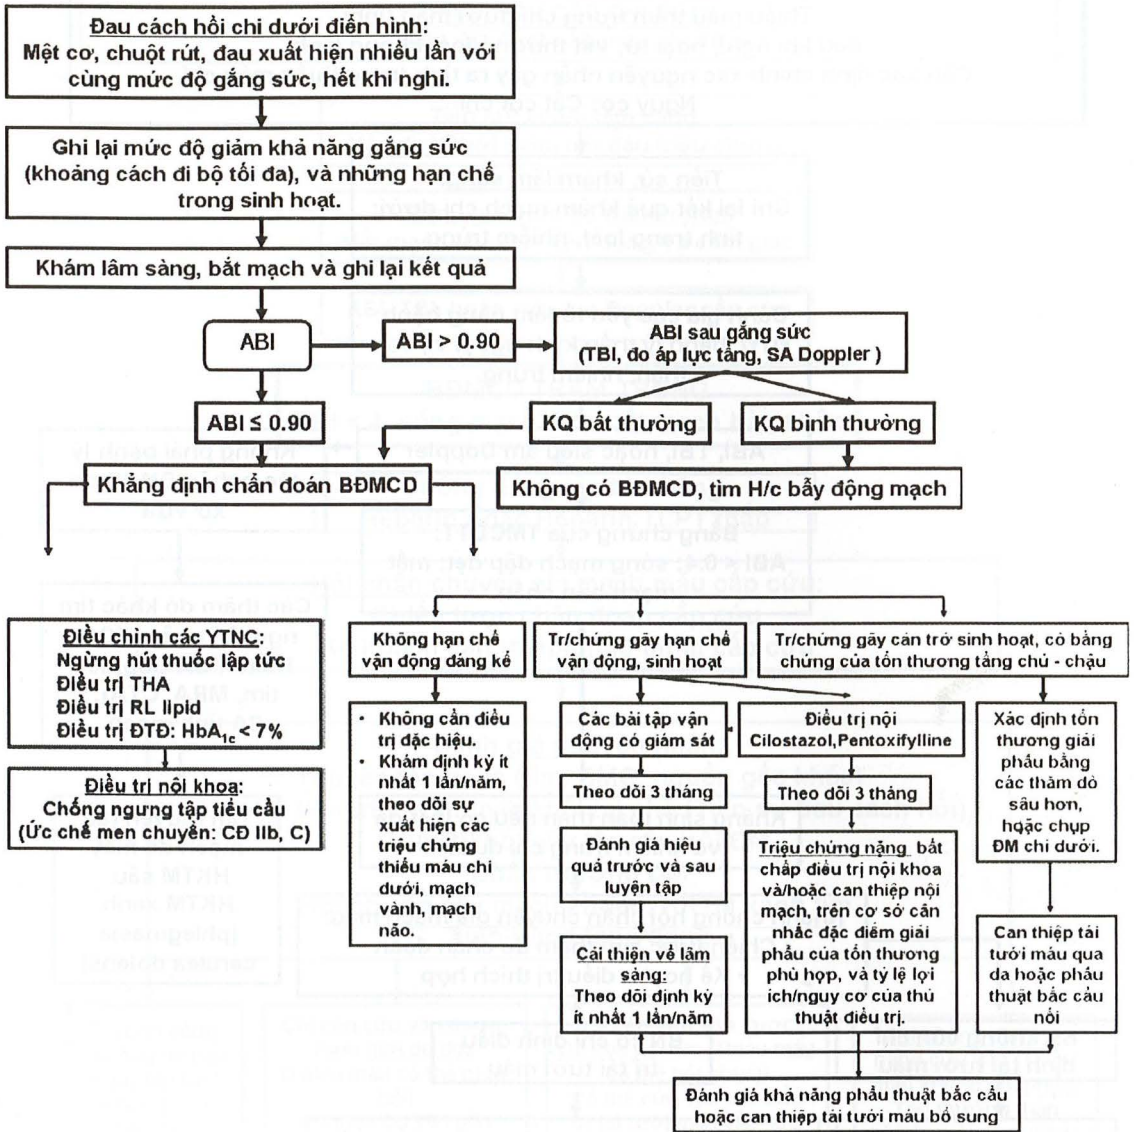 Đau cách hồi chi dưới điển hình:
Mệt cơ, chuột rút, đau xuất hiện nhiều lần với
cùng mức độ gắng sức, hết khi nghỉ.
Ghi lại mức độ giảm khả năng gắng sức
(khoảng cách đi bộ tối đa), và những hạn chế
trong sinh hoạt.
Khám lâm sàng, bắt mạch và ghi lại kết quả
ABI
ABI > 0.90
ABI sau gắng sức
(TBI, đo áp lực tầng, SA Doppler )
ABI ≤ 0.90
KQ bất thường
KQ bình thường
Khẳng định chẩn đoán BĐMCD
Không có BĐMCD, tìm H/c bẫy động mạch
Điều chỉnh các YTNC:
Ngừng hút thuốc lập tức
Điều trị THA
Điều trị RL lipid
Điều trị ĐTĐ: HbA1c < 7%
Điều trị nội khoa:
Chống ngưng tập tiểu cầu
(Ức chế men chuyển: CĐ IIb, C)
Không hạn chế
vận động đáng kể
• Không cần điều
trị đặc hiệu.
• Khám định kỳ ít
nhất 1 lần/năm,
theo dõi sự
xuất hiện các
triệu chứng
thiếu máu chi
dưới, mạch
vành, mạch
não.
Tr/chứng gây hạn chế
vận động, sinh hoạt
Các bài tập vận
động có giám sát
Theo dõi 3 tháng
Đánh giá hiệu
quả trước và sau
luyện tập
Cải thiện về lâm
sàng:
Theo dõi định kỳ
ít nhất 1 lần/năm
Điều trị nội
Cilostazol,Pentoxifylline
Theo dõi 3 tháng
Triệu chứng nặng bất
chấp điều trị nội khoa
và/hoặc can thiệp nội
mạch, trên cơ sở cân
nhắc đặc điểm giải
phẫu của tổn thương
phù hợp, và tỷ lệ lợi
ích/nguy cơ của thủ
thuật điều trị.
Tr/chứng gây cản trở sinh hoạt, có bằng
chứng của tổn thương tầng chủ - chậu
Xác định tổn
thương giải
phẫu bằng
các thăm dò
sâu hơn,
hoặc chụp
ĐM chi dưới.
Can thiệp tái
tưới máu qua
da hoặc phẫu
thuật bắc cầu
nối
Đánh giá khả năng phẫu thuật bắc cầu
hoặc can thiệp tái tưới máu bổ sung